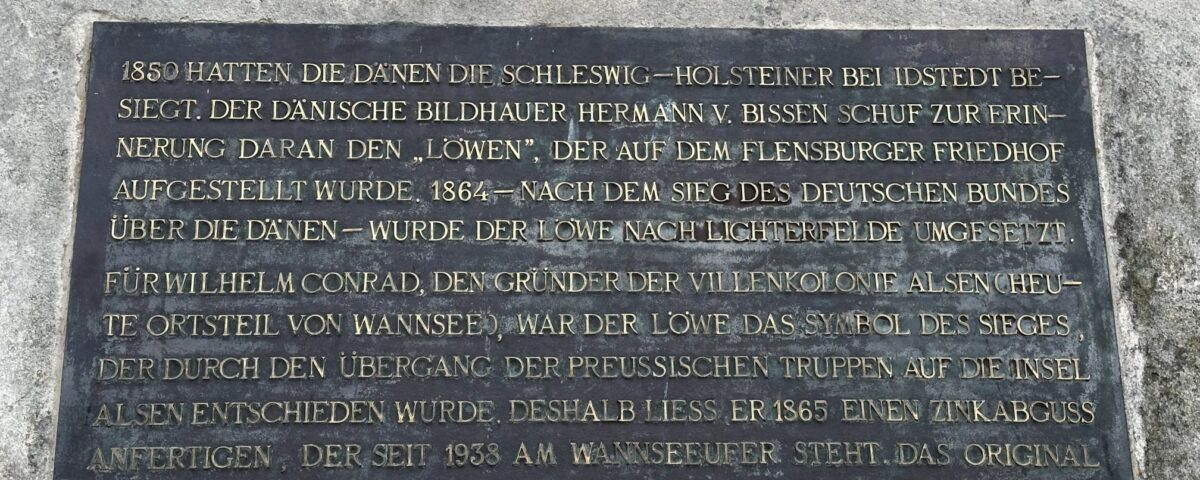 1850 HATTEN DIE DÄNEN DIE SCHLESWIG–HOLSTEINER BEI IDSTEDT BE–
SIEGT. DER DÄNISCHE BILDHAUER HERMANN V. BISSEN SCHUF ZUR ERIN–
NERUNG DARAN DEN „LÖWEN”, DER AUF DEM FLENSBURGER FRIEDHOF
AUFGESTELLT WURDE. 1864 – NACH DEM SIEG DES DEUTSCHEN BUNDES
ÜBER DIE DÄNEN – WURDE DER LÖWE NACH LICHTERFELDE UMGESETZT.
FÜR WILHELM CONRAD, DEN GRÜNDER DER VILLENKOLONIE ALSEN (HEU–
TE ORTSTEIL VON WANNSEE), WAR DER LÖWE DAS SYMBOL DES SIEGES,
DER DURCH DEN ÜBERGANG DER PREUSSISCHEN TRUPPEN AUF DIE INSEL
ALSEN ENTSCHIEDEN WURDE. DESHALB LIESS ER 1865 EINEN ZINKABGUSS
ANFERTIGEN, DER SEIT 1938 AM WANNSEEUFER STEHT. DAS ORIGINAL